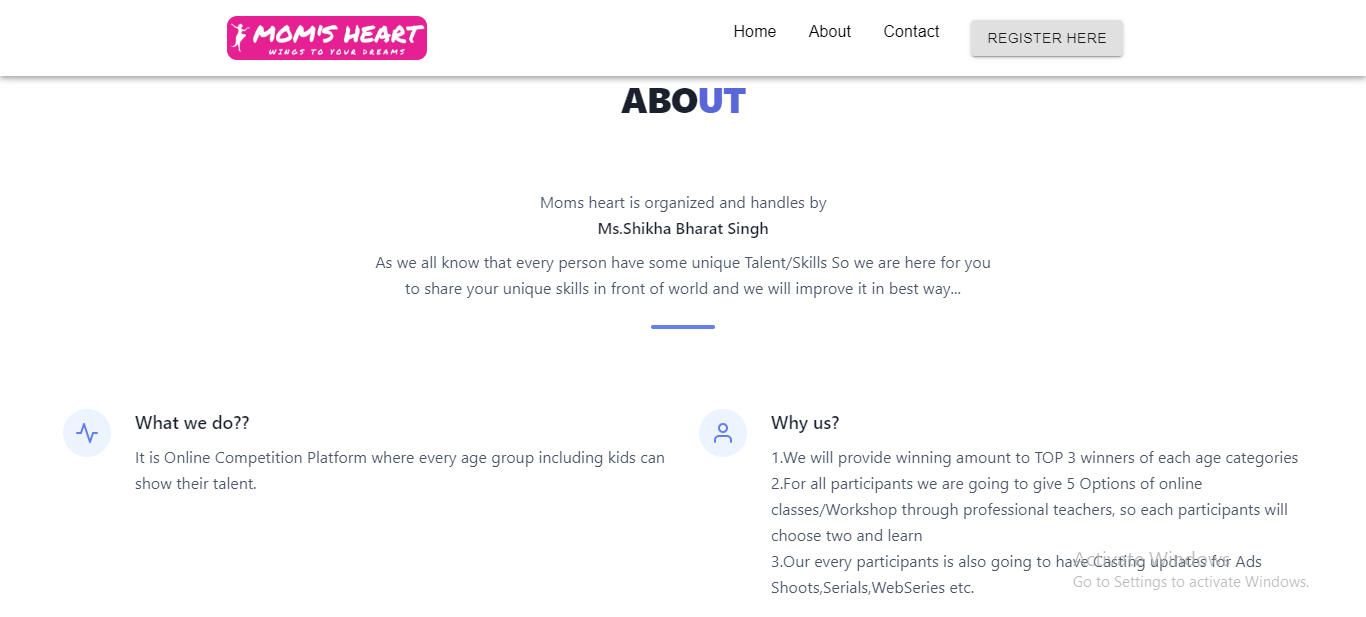 MOM'S HEART
WINGS TO YOUR DREAMS
Home About Contact REGISTER HERE
ABOUT
Moms heart is organized and handles by
Ms.Shikha Bharat Singh
As we all know that every person have some unique Talent/Skills So we are here for you
to share your unique skills in front of world and we will improve it in best way...
What we do??
It is Online Competition Platform where every age group including kids can
show their talent.
Why us?
1.We will provide winning amount to TOP 3 winners of each age categories
2.For all participants we are going to give 5 Options of online
classes/Workshop through professional teachers, so each participants will
choose two and learn
3.Our every participants is also going to have Casting updates for Ads
Shoots,Serials,WebSeries etc.
Activate Windows
Go to Settings to activate Windows.